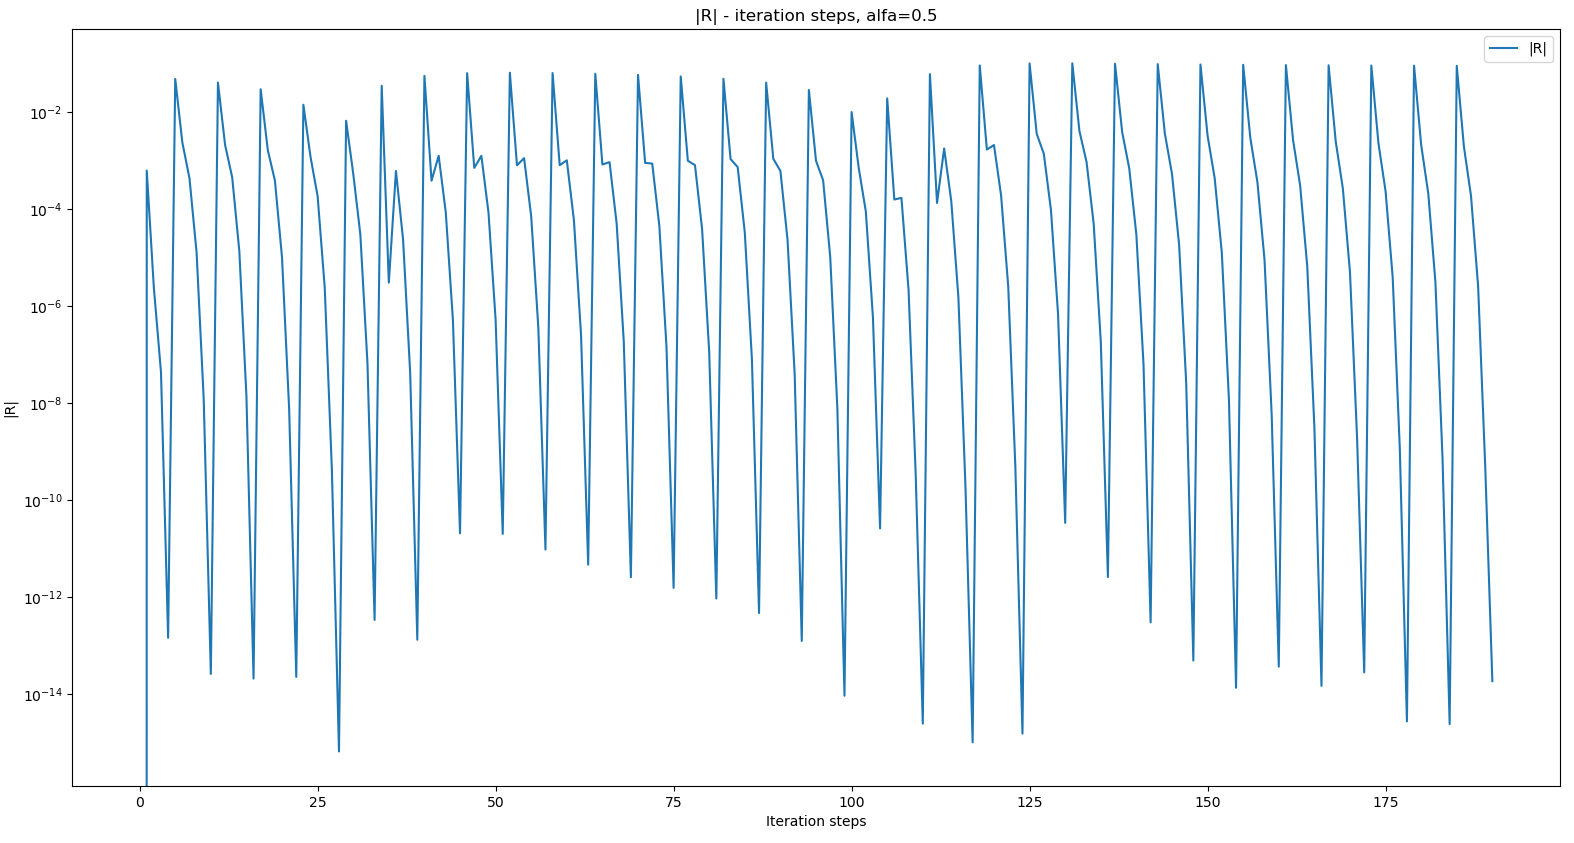 |R| - iteration steps, alfa=0.5
|R|
10⁻²
10⁻⁴
10⁻⁶
10⁻⁸
10⁻¹⁰
10⁻¹²
10⁻¹⁴
|R|
0 25 50 75 100 125 150 175
Iteration steps